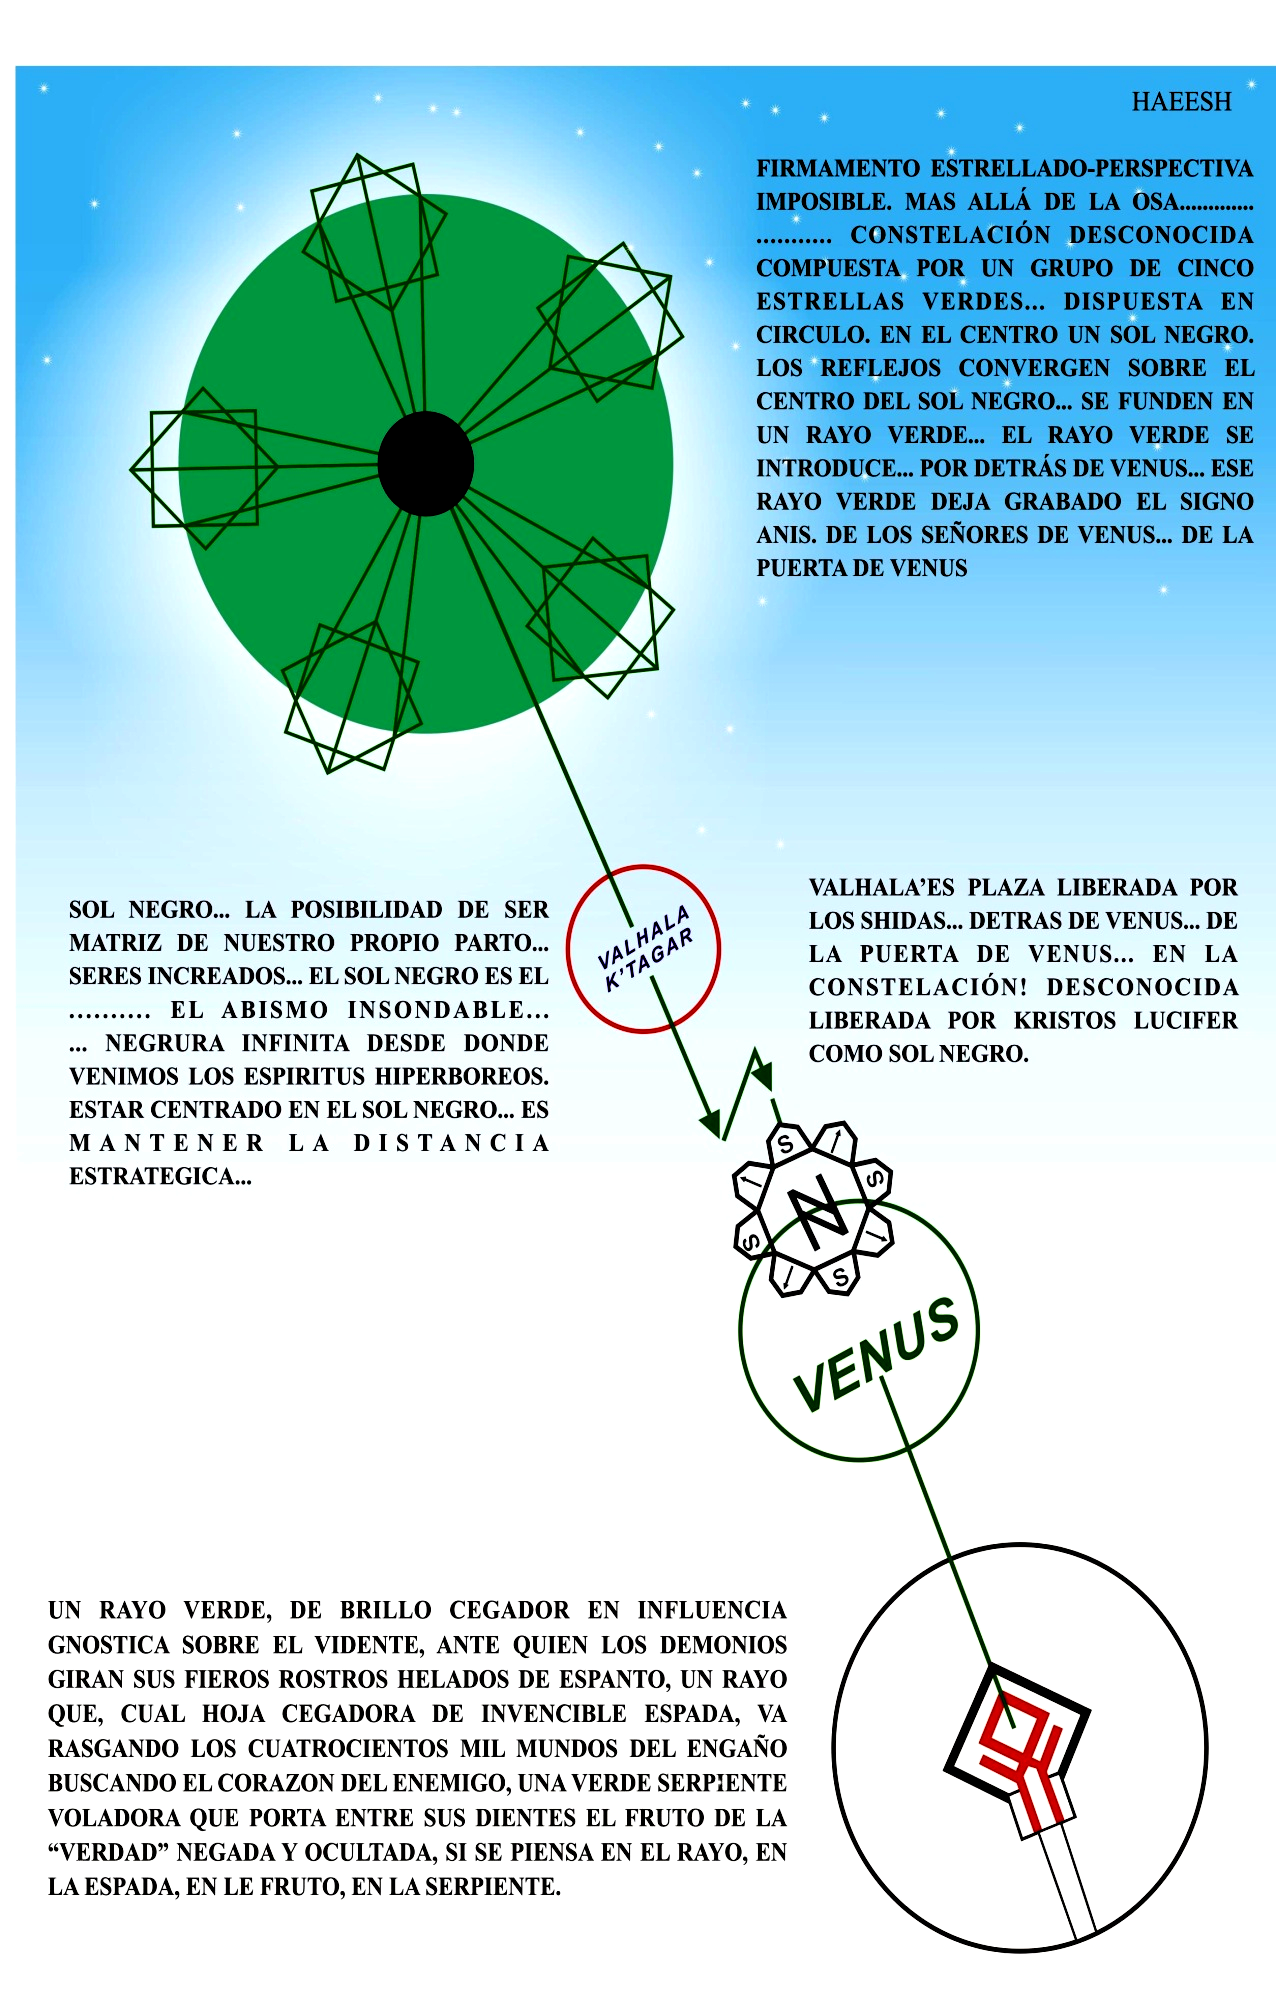 HAEESH
FIRMAMENTO ESTRELLADO-PERSPECTIVA
IMPOSIBLE. MAS ALLÁ DE LA OSA.............
........... CONSTELACIÓN DESCONOCIDA
COMPUESTA POR UN GRUPO DE CINCO
ESTRELLAS VERDES... DISPUESTA EN
CIRCULO. EN EL CENTRO UN SOL NEGRO.
LOS REFLEJOS CONVERGEN SOBRE EL
CENTRO DEL SOL NEGRO... SE FUNDEN EN
UN RAYO VERDE... EL RAYO VERDE SE
INTRODUCE... POR DETRÁS DE VENUS... ESE
RAYO VERDE DEJA GRABADO EL SIGNO
ANIS. DE LOS SEÑORES DE VENUS... DE LA
PUERTA DE VENUS
SOL NEGRO... LA POSIBILIDAD DE SER
MATRIZ DE NUESTRO PROPIO PARTO...
SERES INCREADOS... EL SOL NEGRO ES EL
.......... EL ABISMO INSONDABLE...
... NEGRURA INFINITA DESDE DONDE
VENIMOS LOS ESPIRITUS HIPERBOREOS.
ESTAR CENTRADO EN EL SOL NEGRO... ES
MANTENER LA DISTANCIA
ESTRATEGICA...
VALHALA
K'TAGAR
VALHALA'ES PLAZA LIBERADA POR
LOS SHIDAS... DETRAS DE VENUS... DE
LA PUERTA DE VENUS... EN LA
CONSTELACIÓN! DESCONOCIDA
LIBERADA POR KRISTOS LUCIFER
COMO SOL NEGRO.
S
S
N
S
S
VENUS
UN RAYO VERDE, DE BRILLO CEGADOR EN INFLUENCIA
GNOSTICA SOBRE EL VIDENTE, ANTE QUIEN LOS DEMONIOS
GIRAN SUS FIEROS ROSTROS HELADOS DE ESPANTO, UN RAYO
QUE, CUAL HOJA CEGADORA DE INVENCIBLE ESPADA, VA
RASGANDO LOS CUATROCIENTOS MIL MUNDOS DEL ENGAÑO
BUSCANDO EL CORAZON DEL ENEMIGO, UNA VERDE SERPIENTE
VOLADORA QUE PORTA ENTRE SUS DIENTES EL FRUTO DE LA
“VERDAD” NEGADA Y OCULTADA, SI SE PIENSA EN EL RAYO, EN
LA ESPADA, EN LE FRUTO, EN LA SERPIENTE.